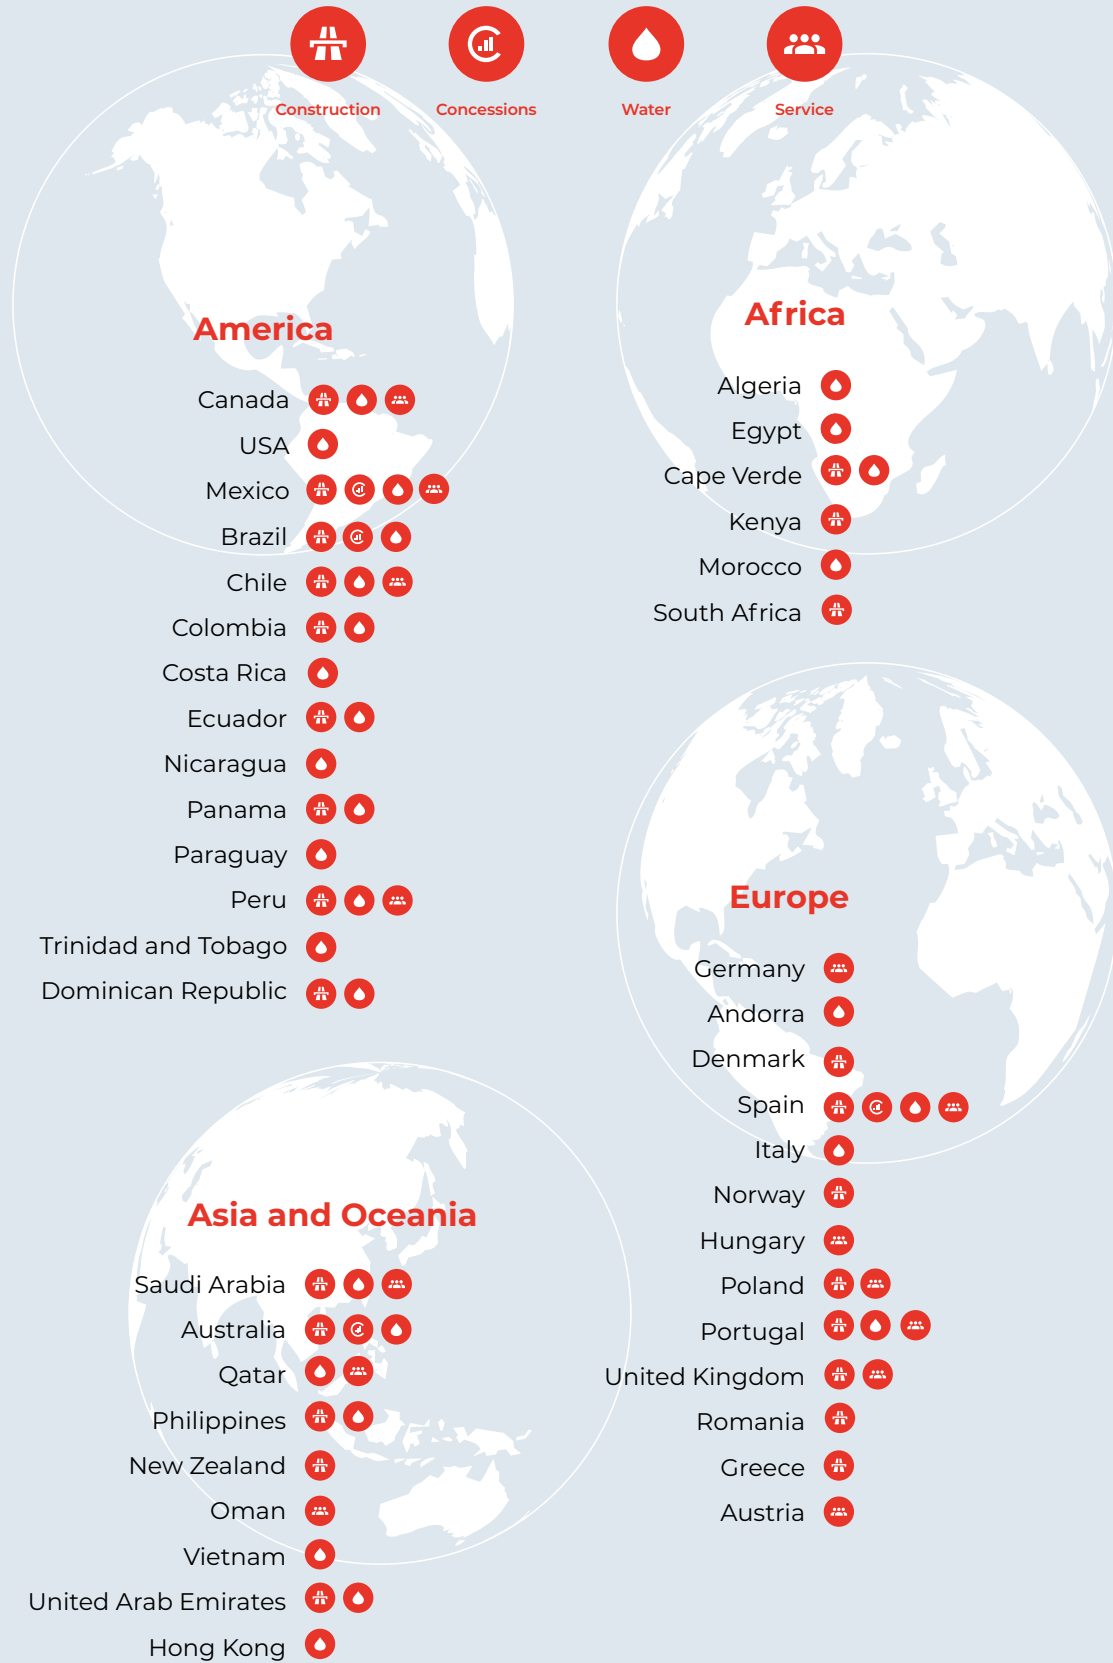 Construction
Concessions
Water
Service
America
Canada
USA
Mexico
Brazil
Chile
Colombia
Costa Rica
Ecuador
Nicaragua
Panama
Paraguay
Peru
Trinidad and Tobago
Dominican Republic
Africa
Algeria
Egypt
Cape Verde
Kenya
Morocco
South Africa
Europe
Germany
Andorra
Denmark
Spain
Italy
Norway
Hungary
Poland
Portugal
United Kingdom
Romania
Greece
Austria
Asia and Oceania
Saudi Arabia
Australia
Qatar
Philippines
New Zealand
Oman
Vietnam
United Arab Emirates
Hong Kong